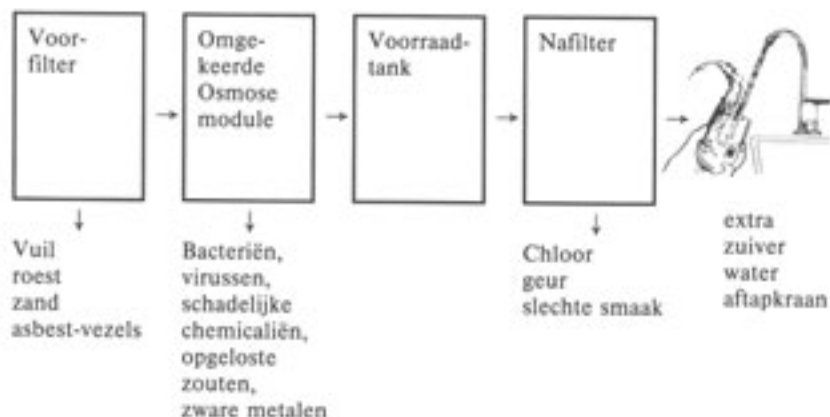 Voor-
filter
Omge-
keerde
Osmose
module
Voorraad-
tank
Nafilter
Vuil
roest
zand
asbest-vezels
Bacteriën,
virussen,
schadelijke
chemicaliën,
opgeloste
zouten,
zware metalen
Chloor
geur
slechte smaak
extra
zuiver
water
aftapkraan